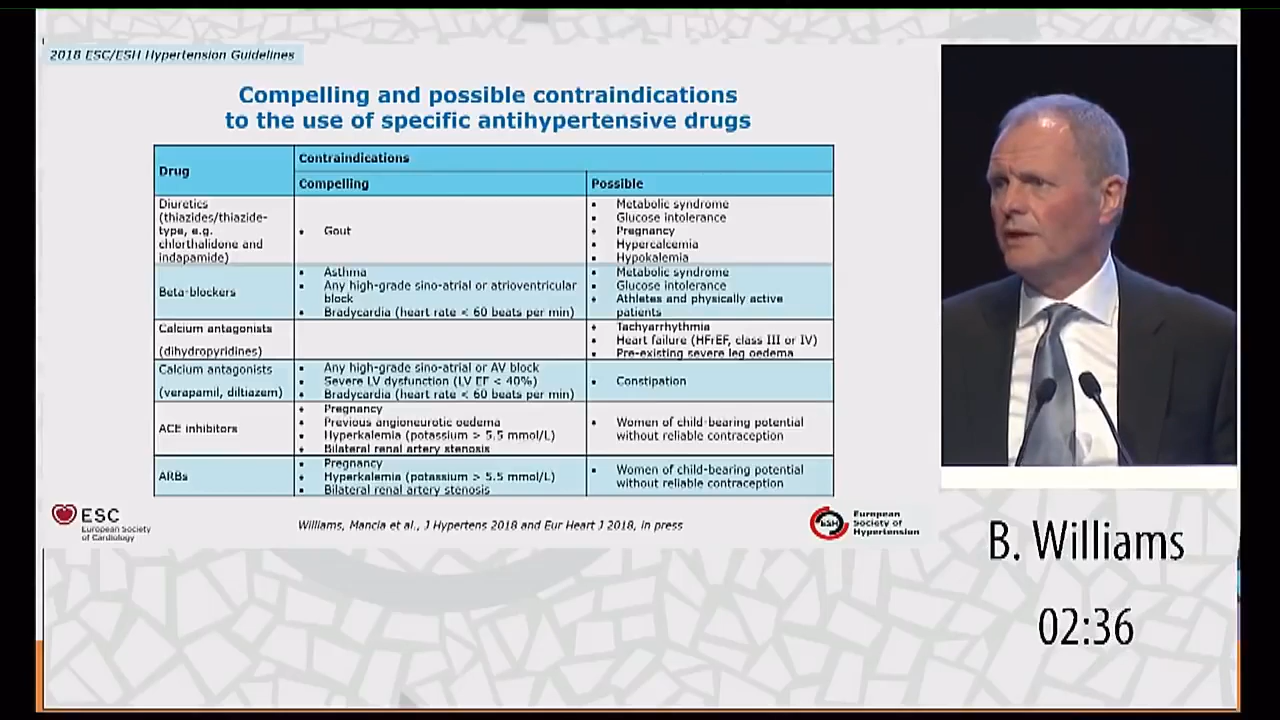 2018 ESC/ESH Hypertension Guidelines
Compelling and possible contraindications
to the use of specific antihypertensive drugs
Drug
Contraindications
Compelling
Possible
Diuretics
(thiazides/thiazide-
type, e.g.
chlorthalidone and
indapamide)
• Gout
• Metabolic syndrome
• Glucose intolerance
• Pregnancy
• Hypercalcemia
• Hypokalemia
Beta-blockers
• Asthma
• Any high-grade sino-atrial or atrioventricular
block
• Bradycardia (heart rate < 60 beats per min)
• Metabolic syndrome
• Glucose intolerance
• Athletes and physically active
patients
Calcium antagonists
(dihydropyridines)
• Tachyarrhythmia
• Heart failure (HFrEF, class III or IV)
• Pre-existing severe leg oedema
Calcium antagonists
(verapamil, diltiazem)
• Any high-grade sino-atrial or AV block
• Severe LV dysfunction (LV EF < 40%)
• Bradycardia (heart rate < 60 beats per min)
• Constipation
ACE inhibitors
• Pregnancy
• Previous angioneurotic oedema
• Hyperkalemia (potassium > 5.5 mmol/L)
• Bilateral renal artery stenosis
• Women of child-bearing potential
without reliable contraception
ARBs
• Pregnancy
• Hyperkalemia (potassium > 5.5 mmol/L)
• Bilateral renal artery stenosis
• Women of child-bearing potential
without reliable contraception
ESC
European Society
of Cardiology
Williams, Mancia et al., J Hypertens 2018 and Eur Heart J 2018, in press
ESH
European
Society of
Hypertension
B. Williams
02:36